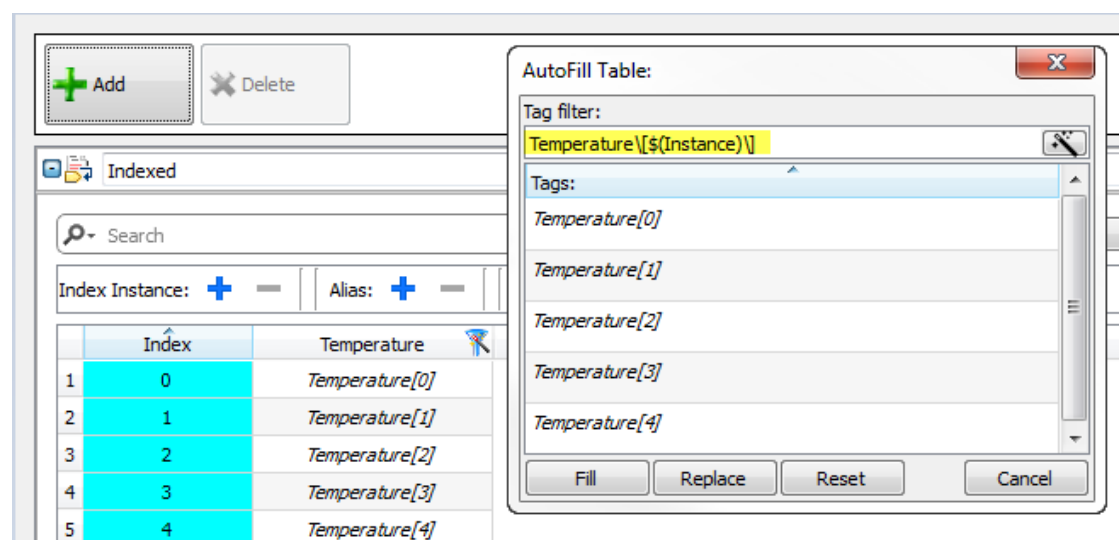 Add
Delete
Indexed
Search
Index Instance:
Alias:
Index Temperature
1 0 Temperature[0]
2 1 Temperature[1]
3 2 Temperature[2]
4 3 Temperature[3]
5 4 Temperature[4]
AutoFill Table:
Tag filter:
Temperature\[$(Instance)\]
Tags:
Temperature[0]
Temperature[1]
Temperature[2]
Temperature[3]
Temperature[4]
Fill Replace Reset Cancel